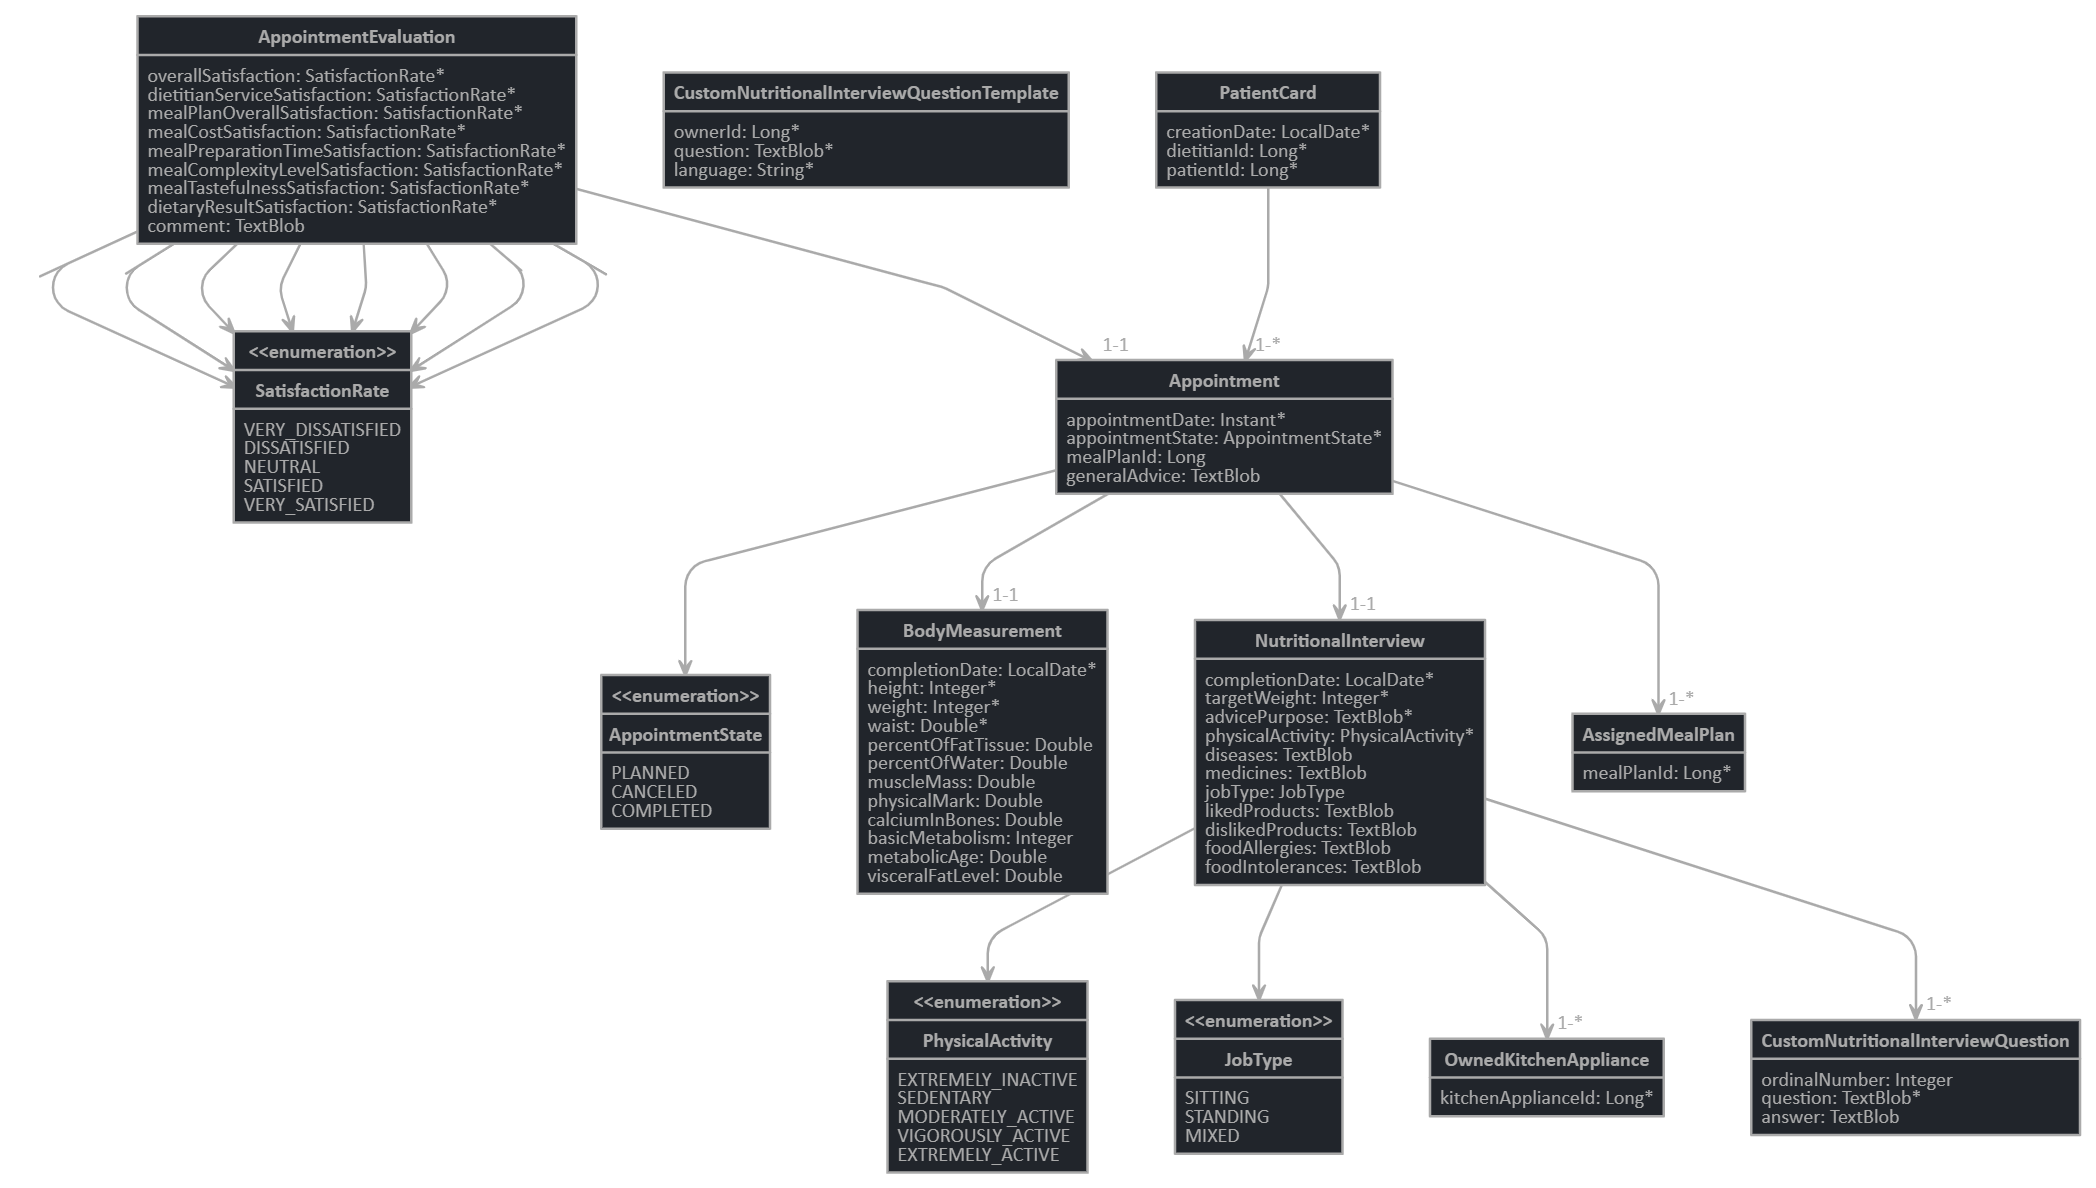 AppointmentEvaluation
overallSatisfaction: SatisfactionRate*
dietitianServiceSatisfaction: SatisfactionRate*
mealPlanOverallSatisfaction: SatisfactionRate*
mealCostSatisfaction: SatisfactionRate*
mealPreparationTimeSatisfaction: SatisfactionRate*
mealComplexityLevelSatisfaction: SatisfactionRate*
mealTastefulnessSatisfaction: SatisfactionRate*
dietaryResultSatisfaction: SatisfactionRate*
comment: TextBlob
CustomNutritionalInterviewQuestionTemplate
ownerId: Long*
question: TextBlob*
language: String*
PatientCard
creationDate: LocalDate*
dietitianId: Long*
patientId: Long*
<<enumeration>>
SatisfactionRate
VERY_DISSATISFIED
DISSATISFIED
NEUTRAL
SATISFIED
VERY_SATISFIED
1-1
1-*
Appointment
appointmentDate: Instant*
appointmentState: AppointmentState*
mealPlanId: Long
generalAdvice: TextBlob
<<enumeration>>
AppointmentState
PLANNED
CANCELED
COMPLETED
1-1
BodyMeasurement
completionDate: LocalDate*
height: Integer*
weight: Integer*
waist: Double*
percentOfFatTissue: Double
percentOfWater: Double
muscleMass: Double
physicalMark: Double
calciumInBones: Double
basicMetabolism: Integer
metabolicAge: Double
visceralFatLevel: Double
1-1
NutritionalInterview
completionDate: LocalDate*
targetWeight: Integer*
advicePurpose: TextBlob*
physicalActivity: PhysicalActivity*
diseases: TextBlob
medicines: TextBlob
jobType: JobType
likedProducts: TextBlob
dislikedProducts: TextBlob
foodAllergies: TextBlob
foodIntolerances: TextBlob
1-*
AssignedMealPlan
mealPlanId: Long*
<<enumeration>>
PhysicalActivity
EXTREMELY_INACTIVE
SEDENTARY
MODERATELY_ACTIVE
VIGOROUSLY_ACTIVE
EXTREMELY_ACTIVE
<<enumeration>>
JobType
SITTING
STANDING
MIXED
1-*
OwnedKitchenAppliance
kitchenApplianceId: Long*
1-*
CustomNutritionalInterviewQuestion
ordinalNumber: Integer
question: TextBlob*
answer: TextBlob